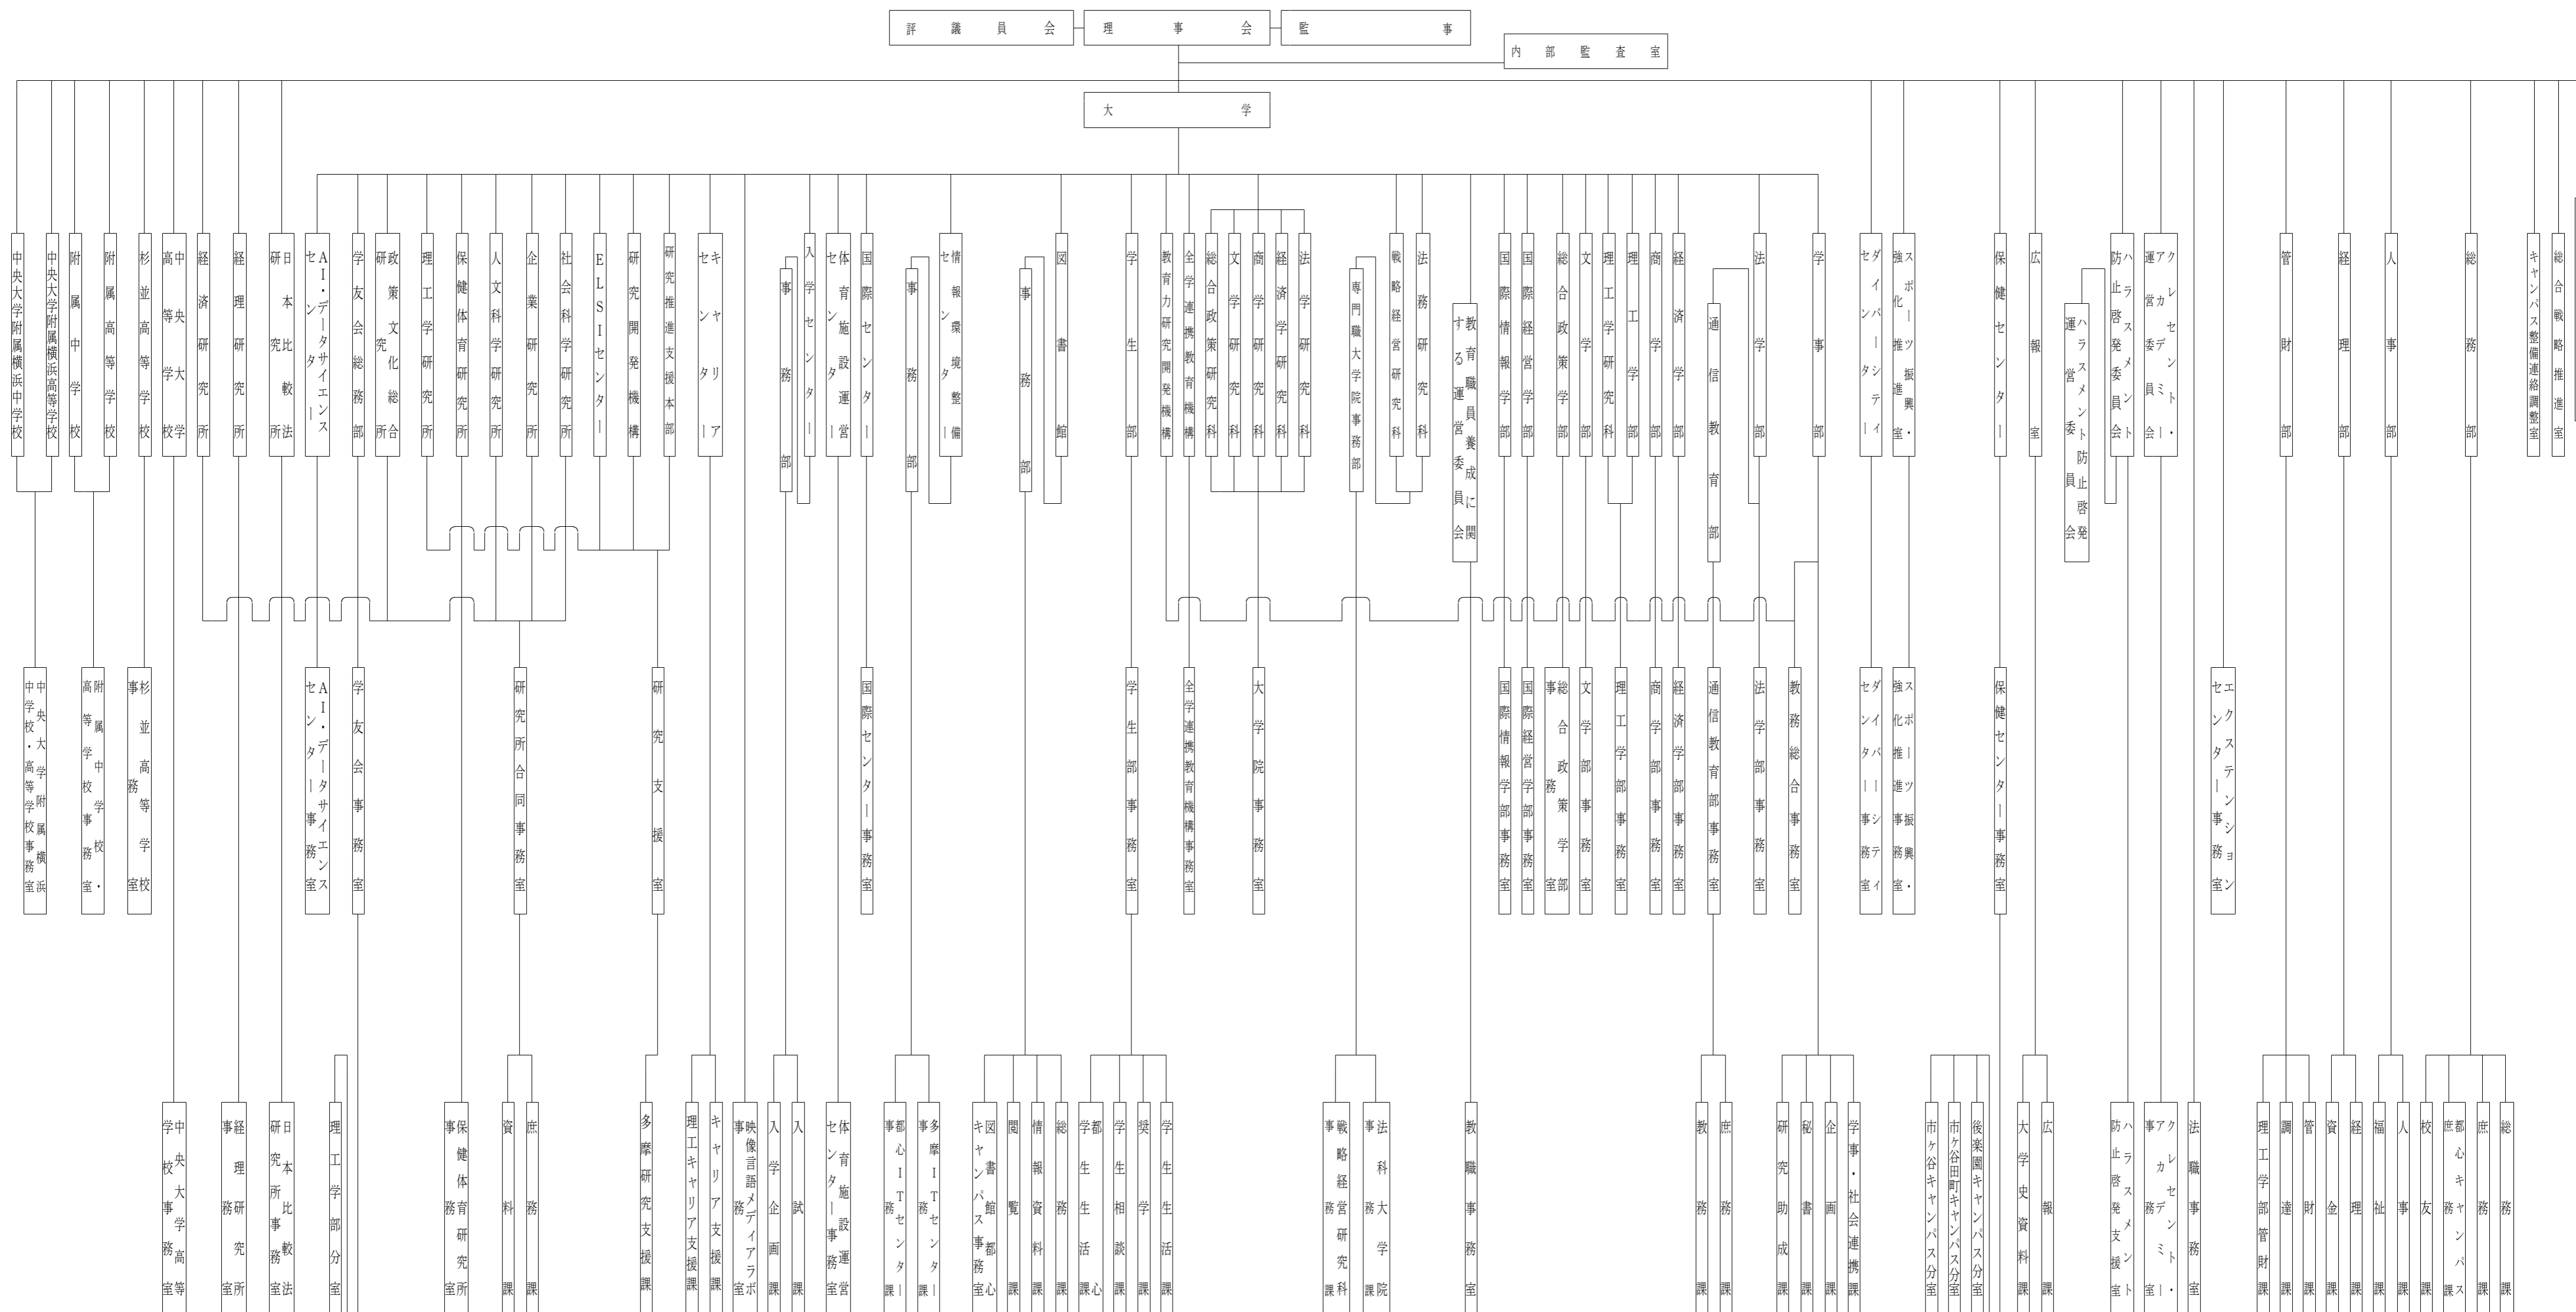 評議員会
理事会
監事
内部監査室
大学
中央大学附属横浜中学校
中央大学附属横浜高等学校
附属中学校
附属高等学校
杉並高等学校
中央大学
高等学校
経済研究所
経理研究所
日本比較法
研究所
AI・データサイエンス
センター
学友会総務部
政策文化総合
研究所
理工学研究所
保健体育研究所
人文科学研究所
企業研究所
社会科学研究所
ELSIセンター
研究開発機構
研究推進支援本部
キャリア
センター
事務部
入学センター
体育施設運営
センター
国際センター
事務部
情報環境整備
センター
事務部
図書館
学生部
教育力研究開発機構
全学連携教育機構
総合政策研究科
文学研究科
商学研究科
経済学研究科
法学研究科
専門職大学院事務部
戦略経営研究科
法務研究科
教育職員養成に関
する運営委員会
国際情報学部
国際経営学部
総合政策学部
文学部
理工学研究科
理工学部
商学部
経済学部
通信教育部
法学部
学事部
ダイバーシティ
センター
スポーツ振興・
強化推進室
保健センター
広報室
ハラスメント防止啓発
運営委員会
ハラスメント
防止啓発委員会
クレセント・
アカデミー
運営委員会
管財部
経理部
人事部
総務部
キャンパス整備連絡調整室
総合戦略推進室
中央大学附属横浜
中学校・高等学校事務室
附属中学校・
高等学校事務室
杉並高等学校
事務室
AI・データサイエンス
センター事務室
学友会事務室
研究所合同事務室
研究支援室
国際センター事務室
学生部事務室
全学連携教育機構事務室
大学院事務室
国際情報学部事務室
国際経営学部事務室
総合政策学部
事務室
文学部事務室
理工学部事務室
商学部事務室
経済学部事務室
通信教育部事務室
法学部事務室
教務総合事務室
ダイバーシティ
センター事務室
スポーツ振興・
強化推進事務室
保健センター事務室
エクステンション
センター事務室
中央大学高等
学校事務室
経理研究所
事務室
日本比較法
研究所事務室
理工学部分室
保健体育研究所
事務室
資料課
庶務課
多摩研究支援課
理工キャリア支援課
キャリア支援課
映像言語メディアラボ
事務室
入学企画課
入試課
体育施設運営
センター事務室
都心ITセンター
事務課
多摩ITセンター
事務課
図書館都心
キャンパス事務室
閲覧課
情報資料課
総務課
都心
学生生活課
学生相談課
奨学課
学生生活課
戦略経営研究科
事務課
法科大学院
事務課
教職事務室
教務課
庶務課
研究助成課
秘書課
企画課
学事・社会連携課
市ヶ谷キャンパス分室
市ヶ谷田町キャンパス分室
後楽園キャンパス分室
大学史資料課
広報課
ハラスメント
防止啓発支援室
クレセント・
アカデミー
事務室
法職事務室
理工学部管財課
調達課
管財課
資金課
経理課
福祉課
人事課
校友課
都心キャンパス
庶務課
庶務課
総務課